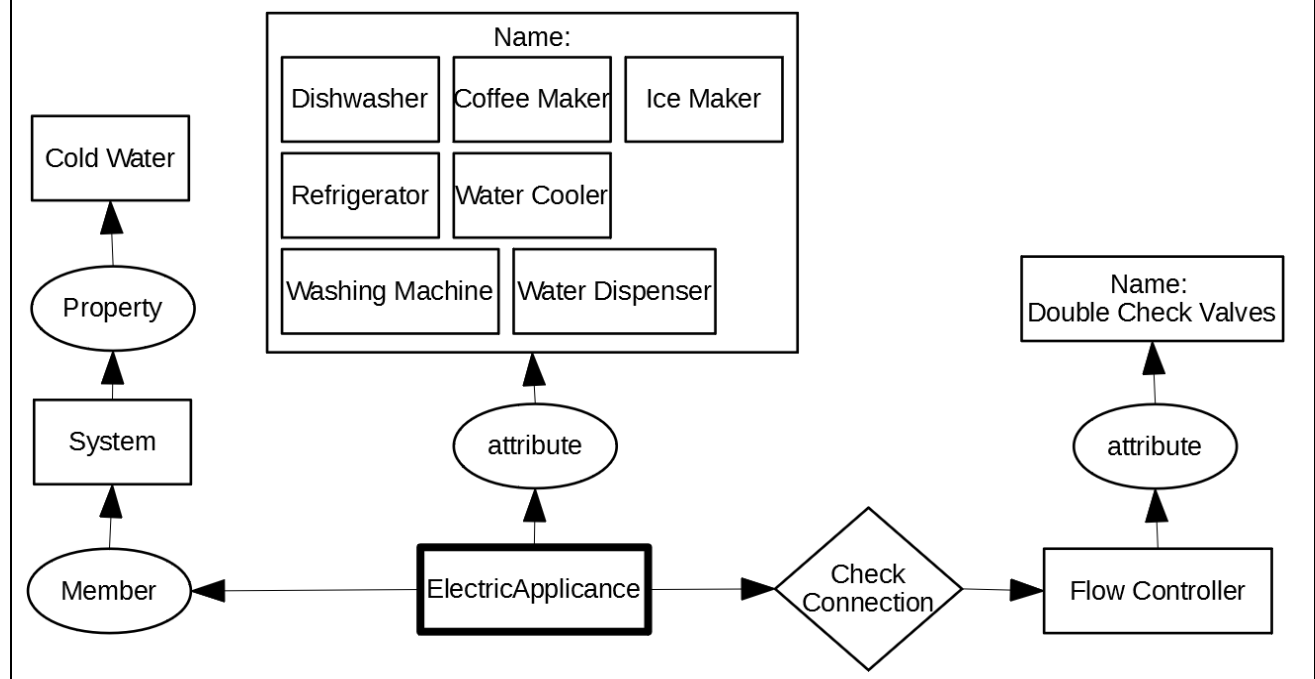 Name:
Dishwasher
Coffee Maker
Ice Maker
Refrigerator
Water Cooler
Washing Machine
Water Dispenser
Cold Water
Property
System
Member
attribute
ElectricApplicance
Check
Connection
Name:
Double Check Valves
attribute
Flow Controller